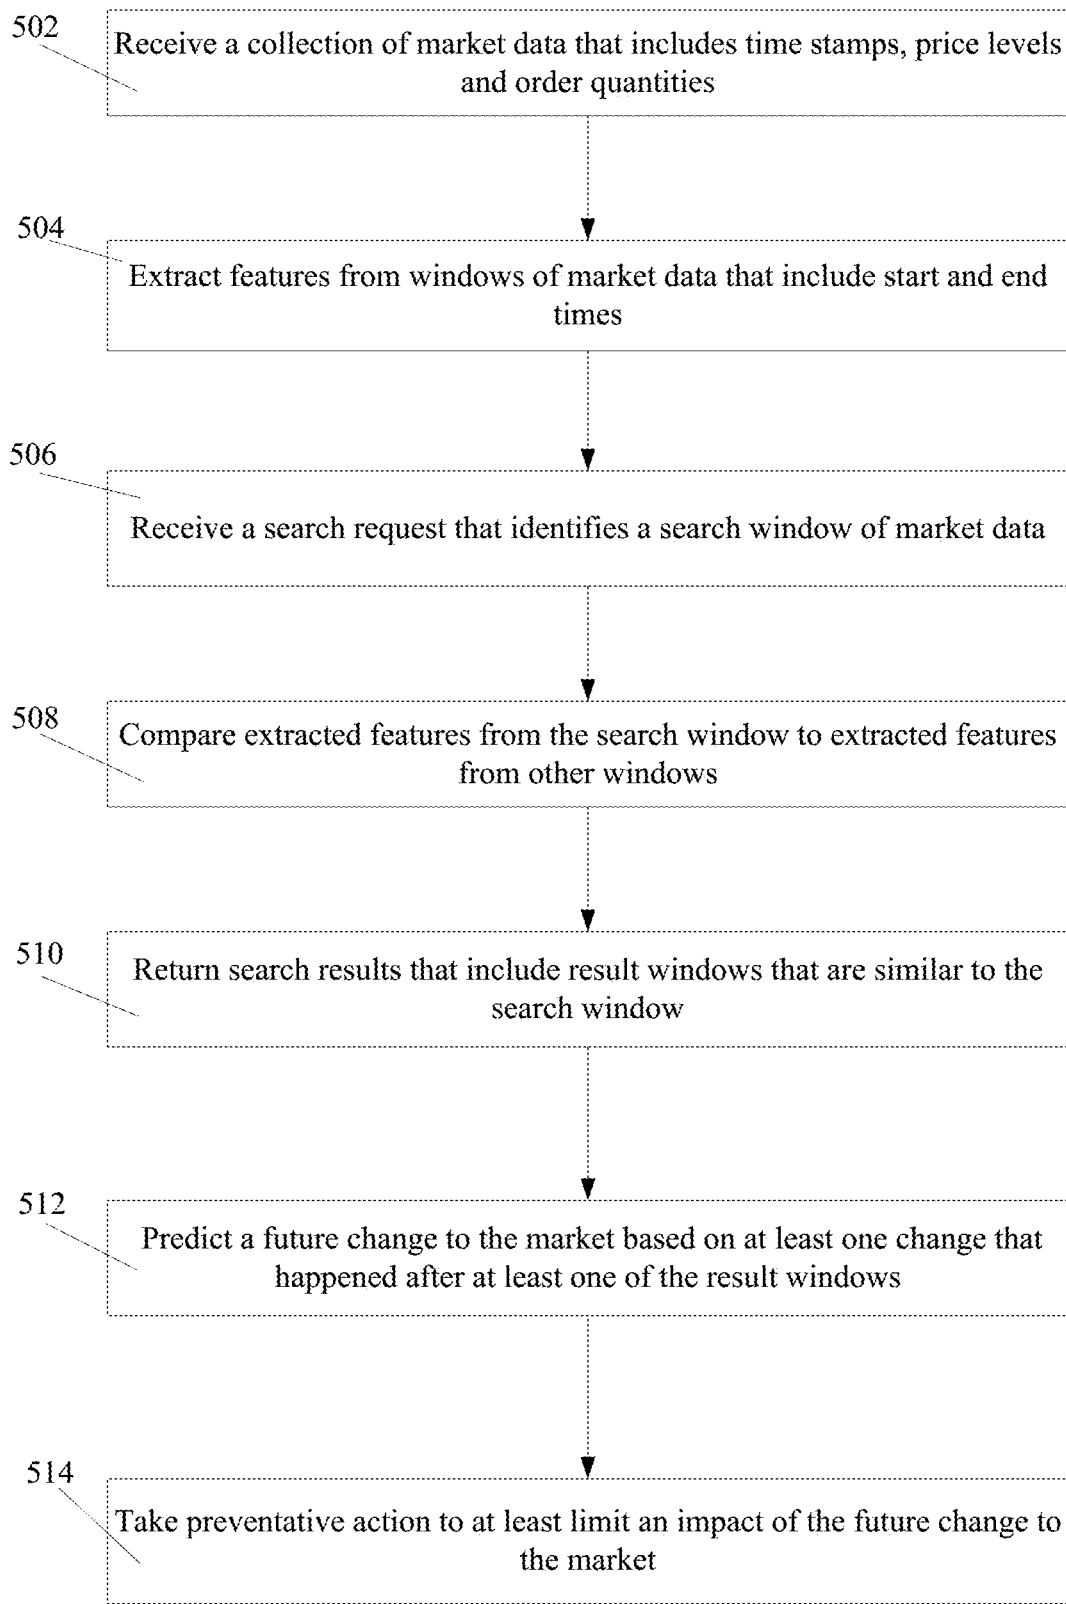 502
Receive a collection of market data that includes time stamps, price levels
and order quantities
504
Extract features from windows of market data that include start and end
times
506
Receive a search request that identifies a search window of market data
508
Compare extracted features from the search window to extracted features
from other windows
510
Return search results that include result windows that are similar to the
search window
512
Predict a future change to the market based on at least one change that
happened after at least one of the result windows
514
Take preventative action to at least limit an impact of the future change to
the market